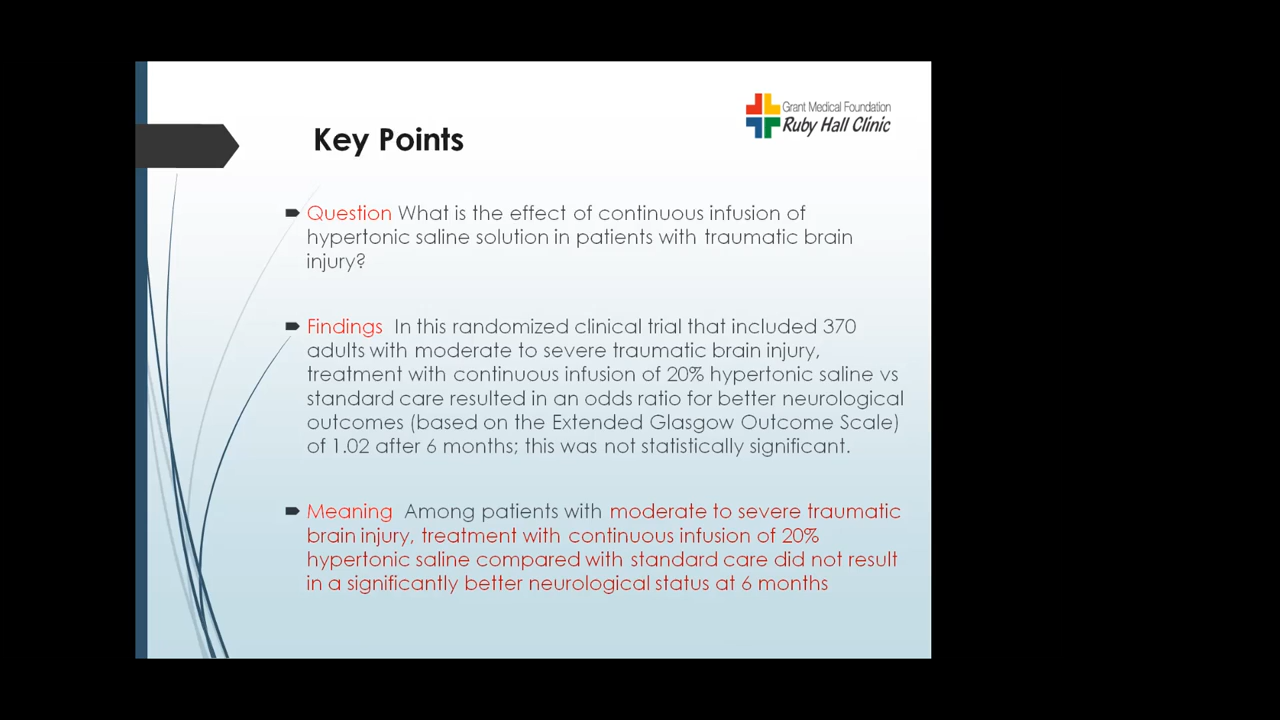 Grant Medical Foundation
Ruby Hall Clinic
Key Points
Question What is the effect of continuous infusion of
hypertonic saline solution in patients with traumatic brain
injury?
Findings In this randomized clinical trial that included 370
adults with moderate to severe traumatic brain injury,
treatment with continuous infusion of 20% hypertonic saline vs
standard care resulted in an odds ratio for better neurological
outcomes (based on the Extended Glasgow Outcome Scale)
of 1.02 after 6 months; this was not statistically significant.
Meaning Among patients with moderate to severe traumatic
brain injury, treatment with continuous infusion of 20%
hypertonic saline compared with standard care did not result
in a significantly better neurological status at 6 months